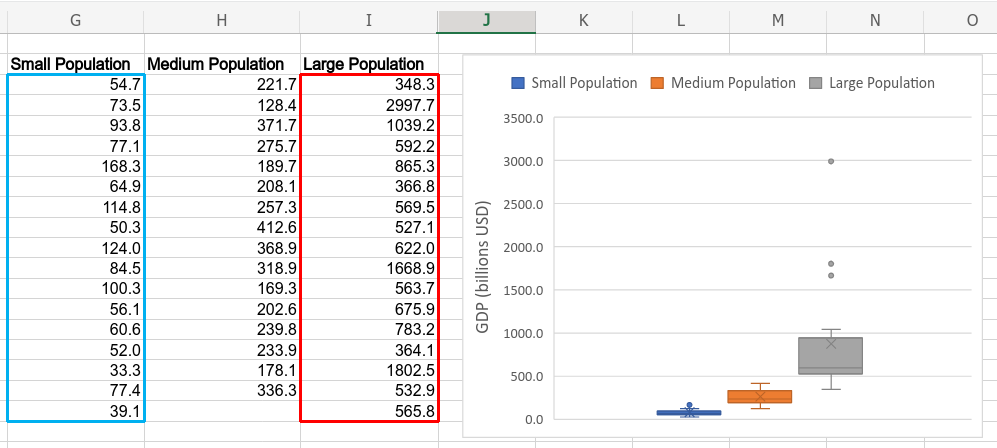 G H I J K L M N O
Small Population Medium Population Large Population
54.7 221.7 348.3
73.5 128.4 2997.7
93.8 371.7 1039.2
77.1 275.7 592.2
168.3 189.7 865.3
64.9 208.1 366.8
114.8 257.3 569.5
50.3 412.6 527.1
124.0 368.9 622.0
84.5 318.9 1668.9
100.3 169.3 563.7
56.1 202.6 675.9
60.6 239.8 783.2
52.0 233.9 364.1
33.3 178.1 1802.5
77.4 336.3 532.9
39.1 565.8
Small Population Medium Population Large Population
GDP (billions USD)
3500.0
3000.0
2500.0
2000.0
1500.0
1000.0
500.0
0.0